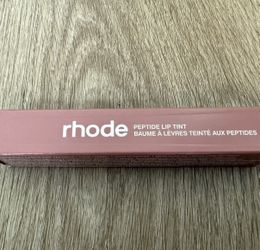 rhode
PEPTIDE LIP TINT
BAUME À LÈVRES TEINTÉ AUX PEPTIDES